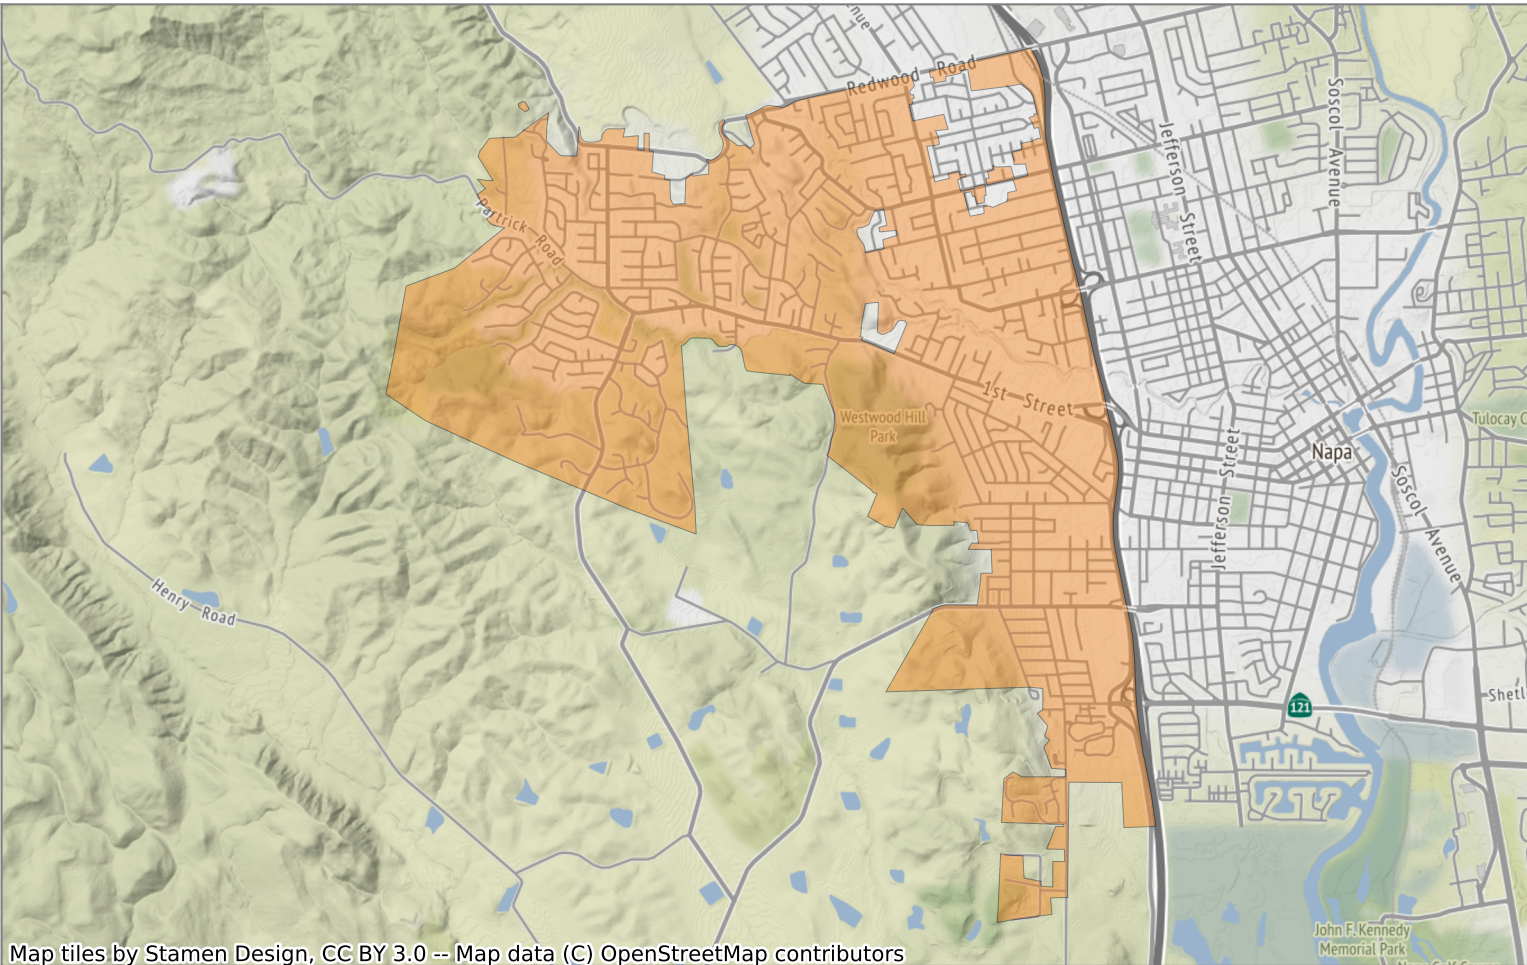 nue
Redwood Road
Soscol Avenue
Jefferson Street
Partrick Road
1st Street
Westwood Hill
Park
Tulocay C
Napa
Jefferson Street
Soscol Avenue
Henry Road
Shetl
121
John F. Kennedy
Memorial Park
Map tiles by Stamen Design, CC BY 3.0 -- Map data (C) OpenStreetMap contributors